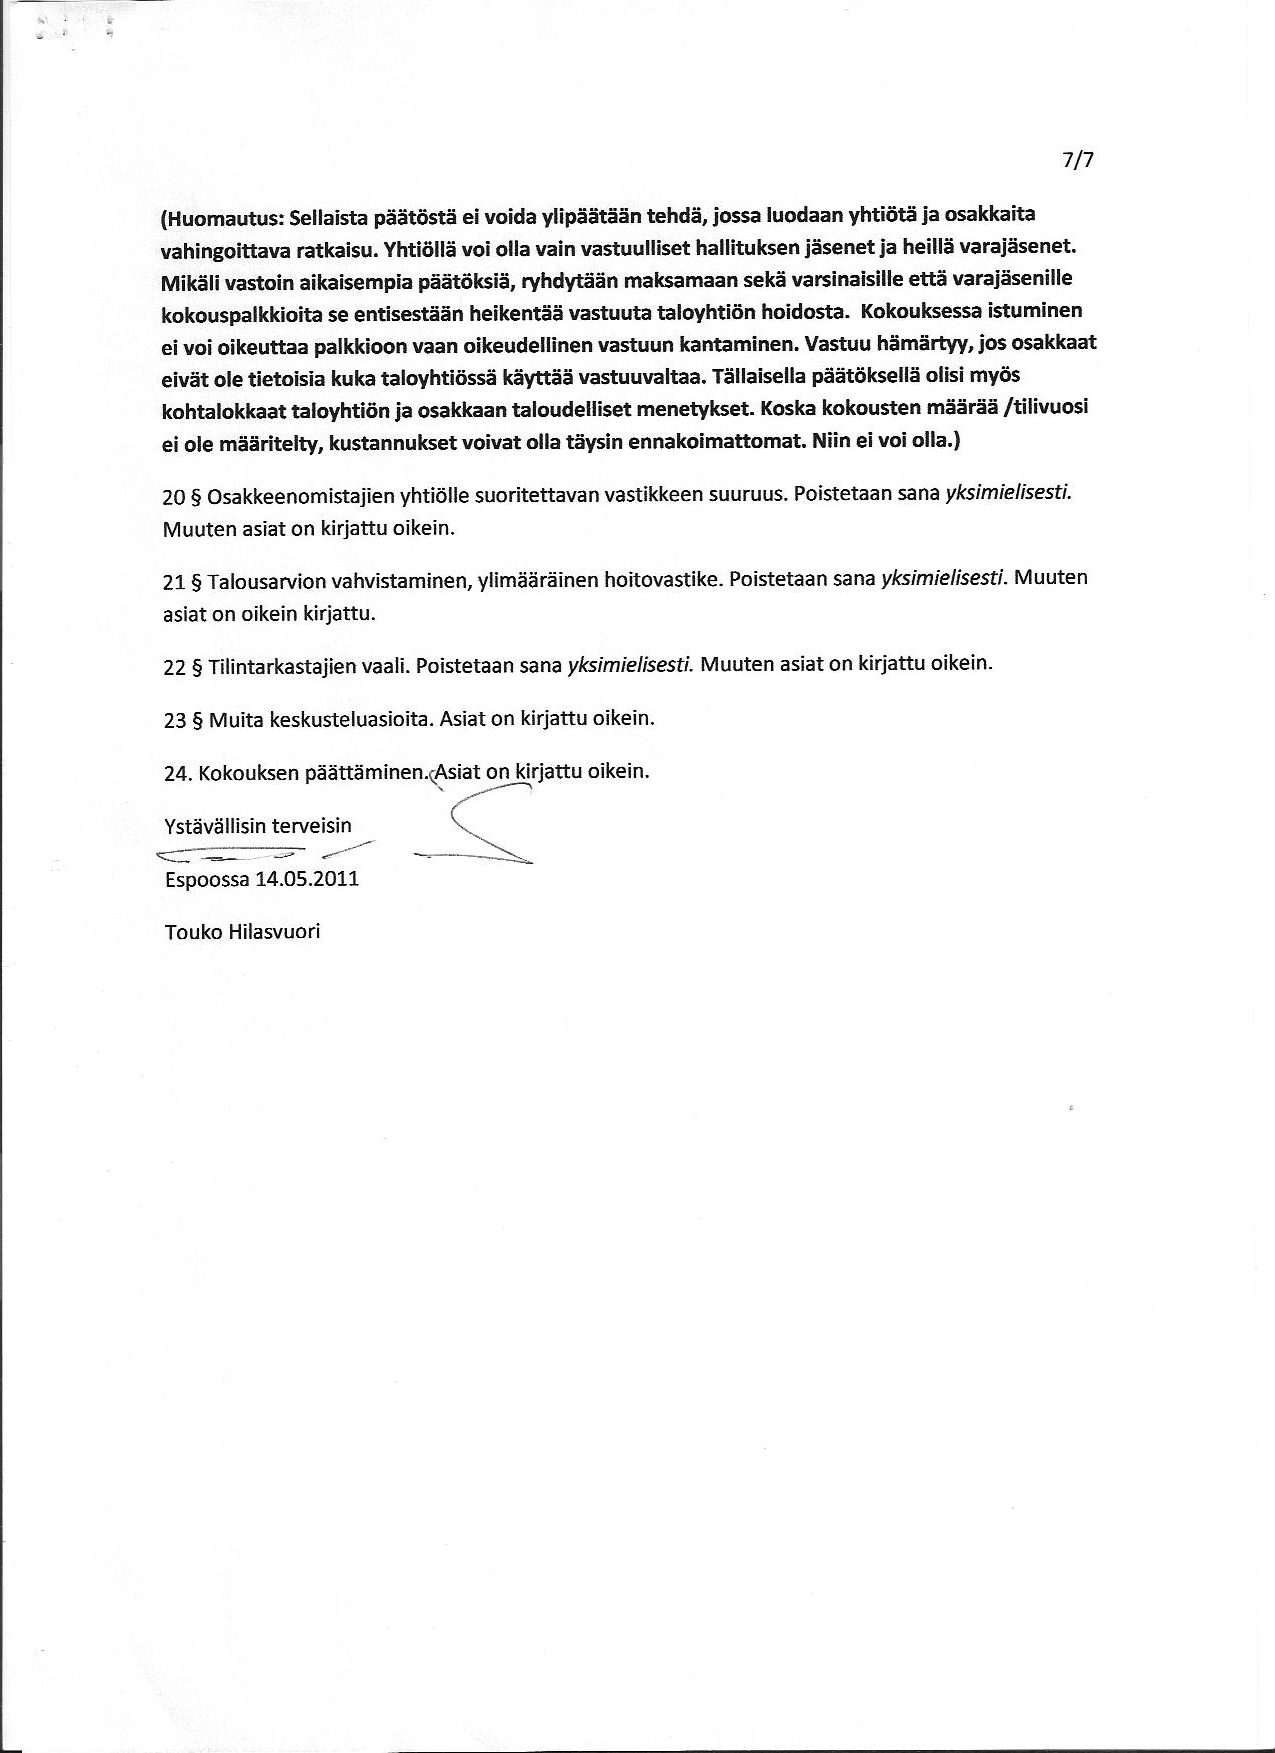 7/7
(Huomautus: Sellaista päätöstä ei voida ylipäätään tehdä, jossa luodaan yhtiötä ja osakkaita
vahingoittava ratkaisu. Yhtiöllä voi olla vain vastuulliset hallituksen jäsenet ja heillä varajäsenet.
Mikäli vastoin aikaisempia päätöksiä, ryhdytään maksamaan sekä varsinaisille että varajäsenille
kokouspalkkioita se entisestään heikentää vastuuta taloyhtiön hoidosta. Kokouksessa istuminen
ei voi oikeuttaa palkkioon vaan oikeudellinen vastuun kantaminen. Vastuu hämärtyy, jos osakkaat
eivät ole tietoisia kuka taloyhtiössä käyttää vastuuvaltaa. Tällaisella päätöksellä olisi myös
kohtalokkaat taloyhtiön ja osakkaan taloudelliset menetykset. Koska kokousten määrää /tilivuosi
ei ole määritelty, kustannukset voivat olla täysin ennakoimattomat. Niin ei voi olla.)
20 § Osakkeenomistajien yhtiölle suoritettavan vastikkeen suuruus. Poistetaan sana yksimielisesti.
Muuten asiat on kirjattu oikein.
21 § Talousarvion vahvistaminen, ylimääräinen hoitovastike. Poistetaan sana yksimielisesti. Muuten
asiat on oikein kirjattu.
22 § Tilintarkastajien vaali. Poistetaan sana yksimielisesti. Muuten asiat on kirjattu oikein.
23 § Muita keskusteluasioita. Asiat on kirjattu oikein.
24. Kokouksen päättäminen. Asiat on kirjattu oikein.
Ystävällisin terveisin
Espoossa 14.05.2011
Touko Hilasvuori